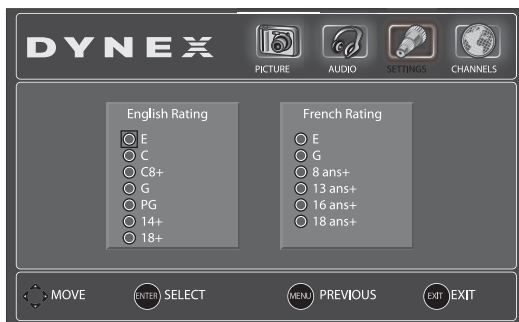 DYNEX
PICTURE AUDIO SETTINGS CHANNELS
English Rating
E
C
C8+
G
PG
14+
18+
French Rating
E
G
8 ans+
13 ans+
16 ans+
18 ans+
MOVE ENTER SELECT MENU PREVIOUS EXIT EXIT